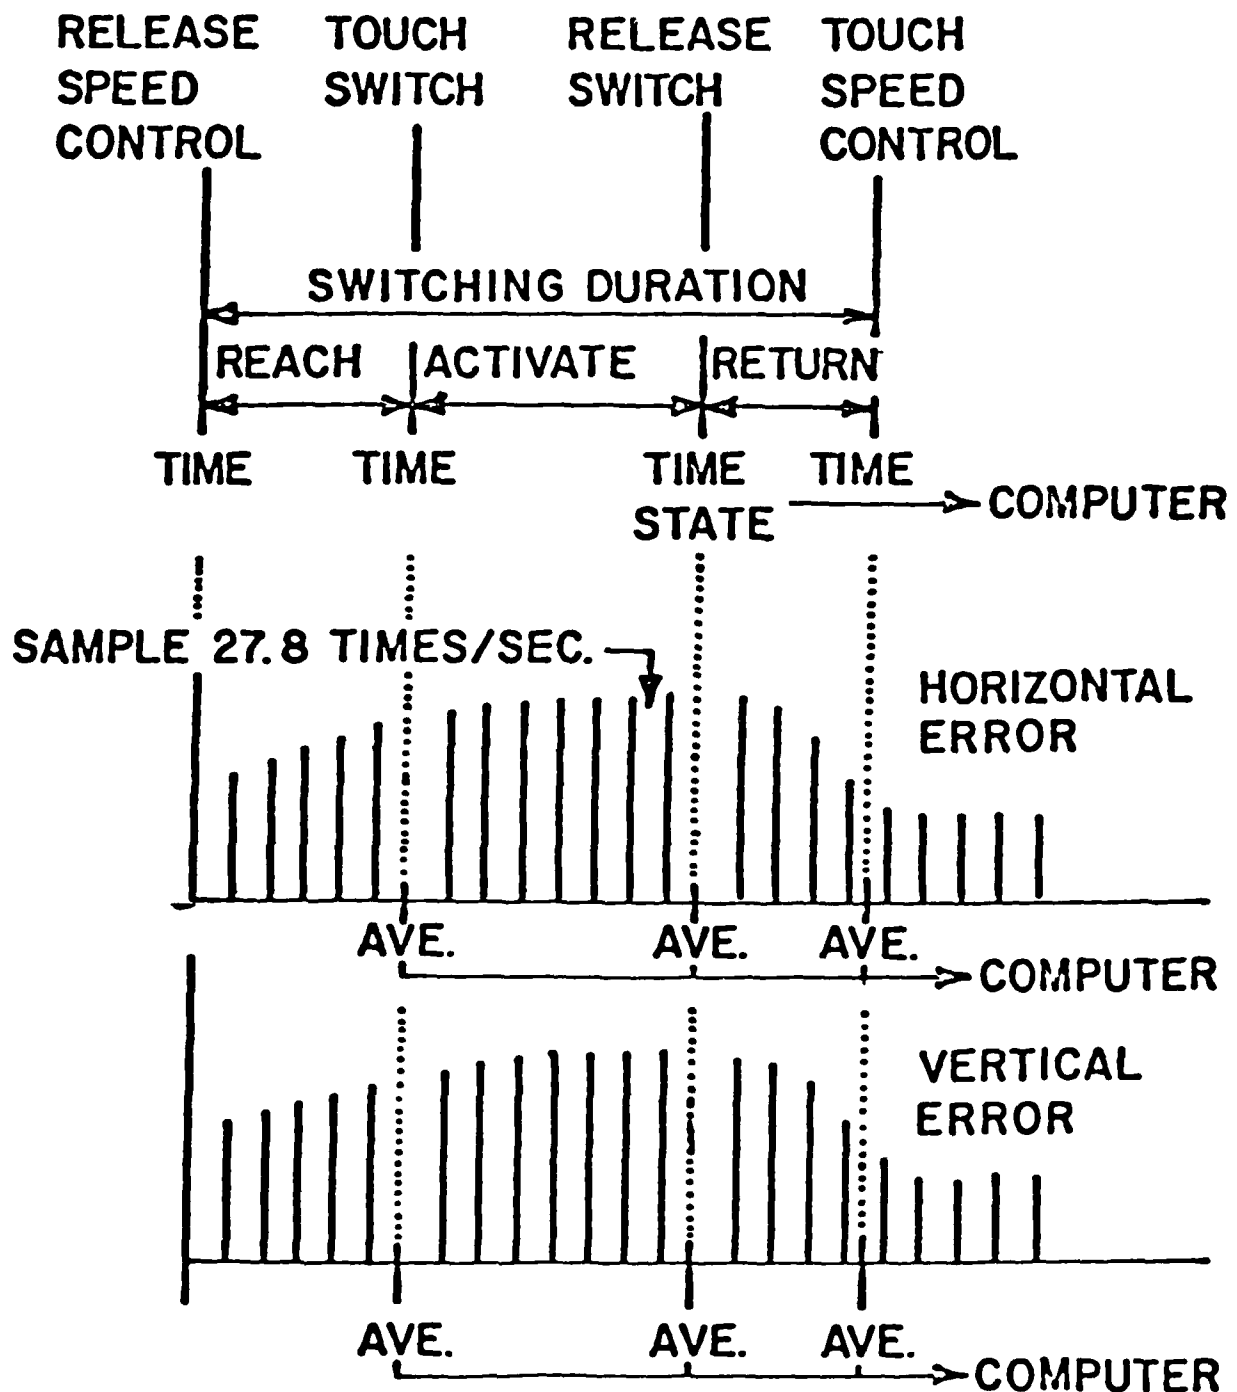 RELEASE SPEED CONTROL
TOUCH SWITCH
RELEASE SWITCH
TOUCH SPEED CONTROL
SWITCHING DURATION
REACH ACTIVATE RETURN
TIME TIME TIME TIME
STATE COMPUTER
SAMPLE 27.8 TIMES/SEC.
HORIZONTAL
ERROR
AVE. AVE. AVE.
COMPUTER
VERTICAL
ERROR
AVE. AVE. AVE.
COMPUTER